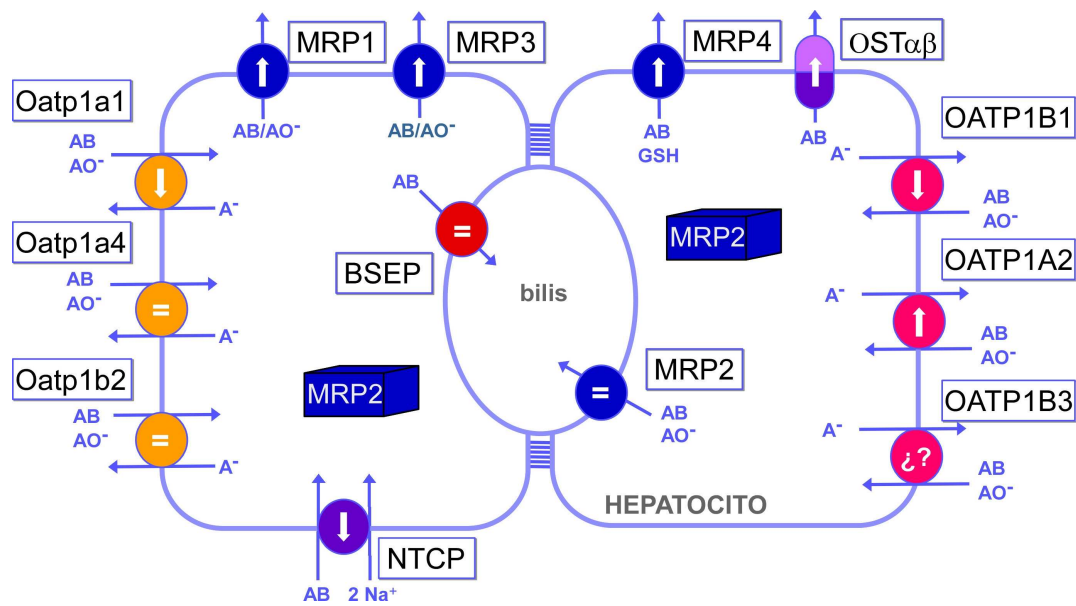 MRP1
MRP3
MRP4
OSTαβ
Oatp1a1
AB/AO⁻
AB/AO⁻
AB
GSH
AB
OATP1B1
AB
AO⁻
A⁻
A⁻
AB
AO⁻
AB
Oatp1a4
AB
AO⁻
A⁻
BSEP
=
=
bilis
MRP2
OATP1A2
A⁻
AB
AO⁻
Oatp1b2
AB
AO⁻
A⁻
=
MRP2
=
MRP2
AB
AO⁻
OATP1B3
A⁻
¿?
AB
AO⁻
HEPATOCITO
NTCP
AB
2 Na⁺